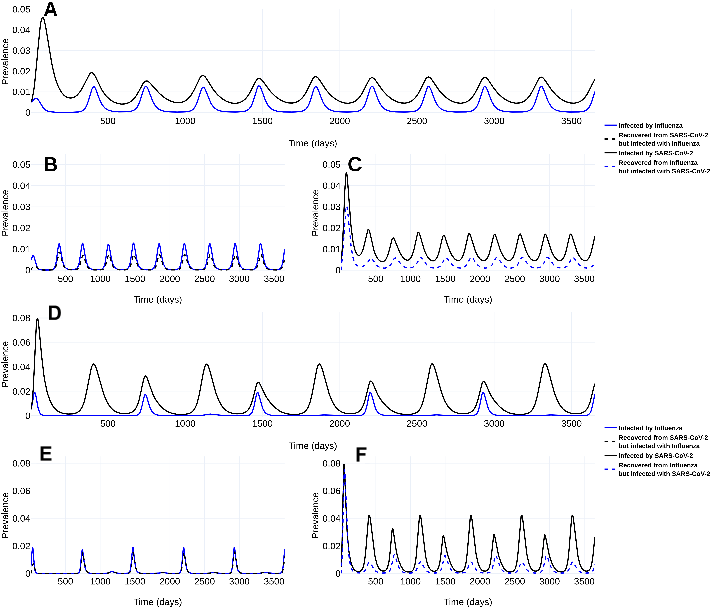 A
Prevalence
0.05
0.04
0.03
0.02
0.01
0
500
1000
1500
2000
2500
3000
3500
Time (days)
Infected by Influenza
Recovered from SARS-CoV-2
but infected with Influenza
Infected by SARS-CoV-2
Recovered from Influenza
but infected with SARS-CoV-2
B
Prevalence
0.05
0.04
0.03
0.02
0.01
0
500
1000
1500
2000
2500
3000
3500
Time (days)
C
Prevalence
0.05
0.04
0.03
0.02
0.01
0
500
1000
1500
2000
2500
3000
3500
Time (days)
D
Prevalence
0.08
0.06
0.04
0.02
0
500
1000
1500
2000
2500
3000
3500
Time (days)
Infected by Influenza
Recovered from SARS-CoV-2
but infected with Influenza
Infected by SARS-CoV-2
Recovered from Influenza
but infected with SARS-CoV-2
E
Prevalence
0.08
0.06
0.04
0.02
0
500
1000
1500
2000
2500
3000
3500
Time (days)
F
Prevalence
0.08
0.06
0.04
0.02
0
500
1000
1500
2000
2500
3000
3500
Time (days)